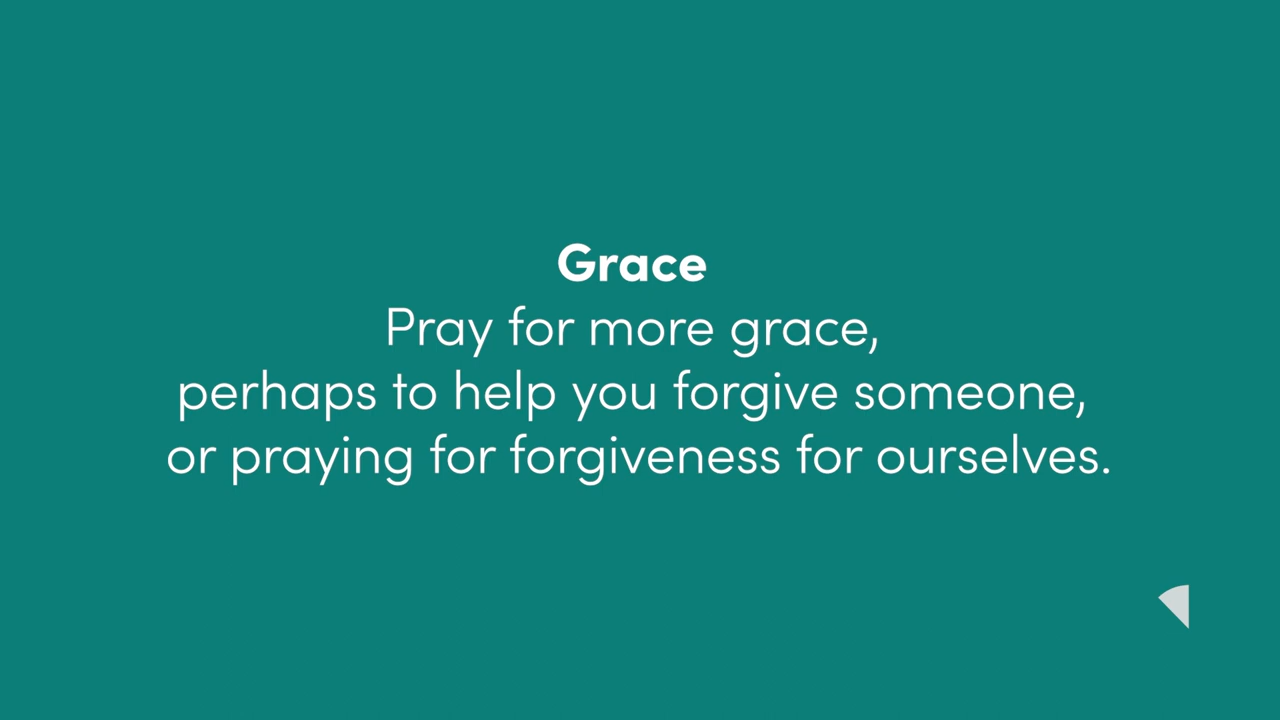 Grace
Pray for more grace,
perhaps to help you forgive someone,
or praying for forgiveness for ourselves.